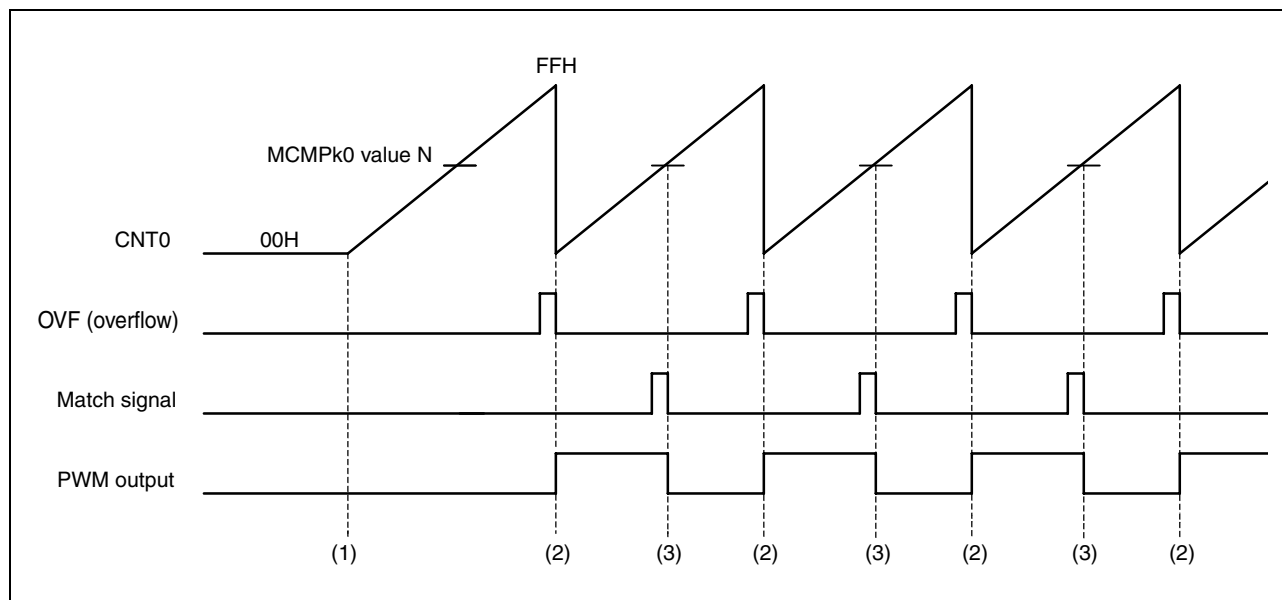 FFH
MCMPk0 value N
CNT0
00H
OVF (overflow)
Match signal
PWM output
(1) (2) (3) (2) (3) (2) (3) (2)